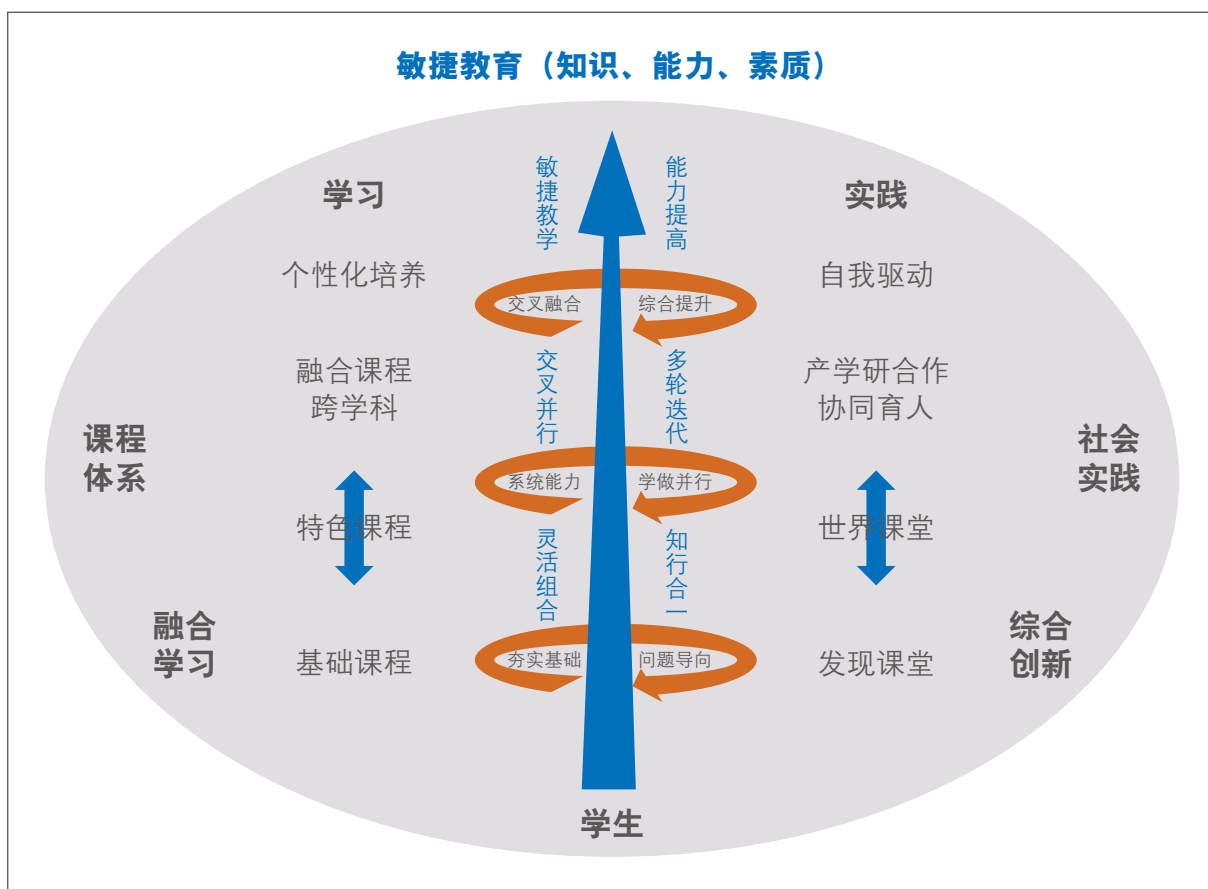 敏捷教育（知识、能力、素质）
学习
敏捷教学
能力提高
实践
个性化培养
交叉融合
综合提升
自我驱动
融合课程
跨学科
交叉并行
多轮迭代
产学研合作
协同育人
课程
体系
社会
实践
系统能力
学做并行
特色课程
世界课堂
灵活组合
知行合一
融合
学习
基础课程
夯实基础
问题导向
发现课堂
综合
创新
学生